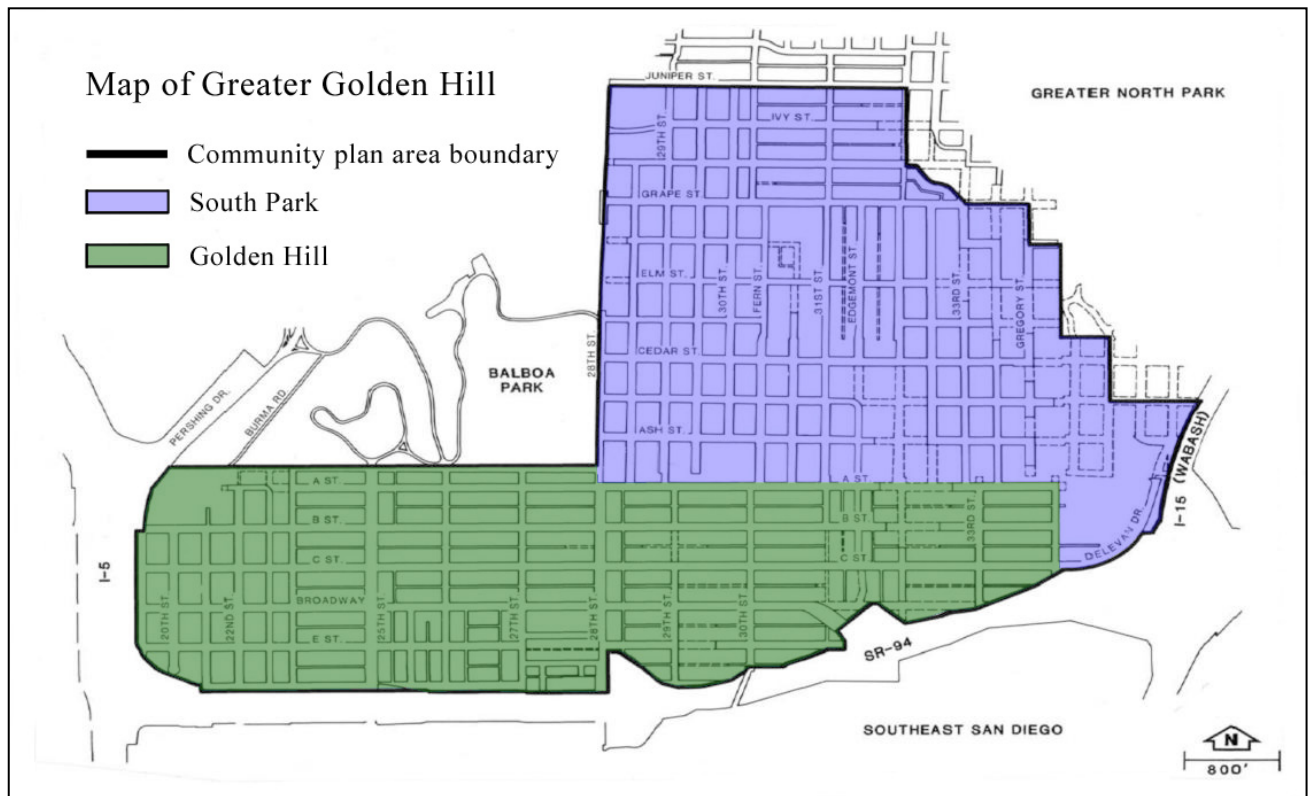 Map of Greater Golden Hill
Community plan area boundary
South Park
Golden Hill
JUNIPER ST.
GREATER NORTH PARK
IVY ST.
29TH ST.
GRAPE ST.
ELM ST.
30TH ST.
FERN ST.
31ST ST.
EDGEMONT ST.
33RD ST.
GREGORY ST.
28TH ST.
CEDAR ST.
BALBOA
PARK
PERSHING DR.
BURMA RD.
ASH ST.
I-15 (WABASH)
A ST.
A ST.
B ST.
B ST.
33RD ST.
C ST.
C ST.
DELEVAN DR.
I-5
BROADWAY
20TH ST.
22ND ST.
25TH ST.
27TH ST.
28TH ST.
29TH ST.
30TH ST.
E ST.
SR-94
SOUTHEAST SAN DIEGO
N
800'